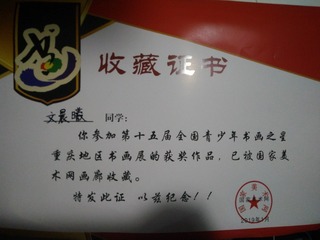 收藏证书
文晨曦 同学:
你参加第十五届全国青少年书画之星
重庆地区书画展的获奖作品,已被国家美
术网画廊收藏。
特发此证 以兹纪念!!